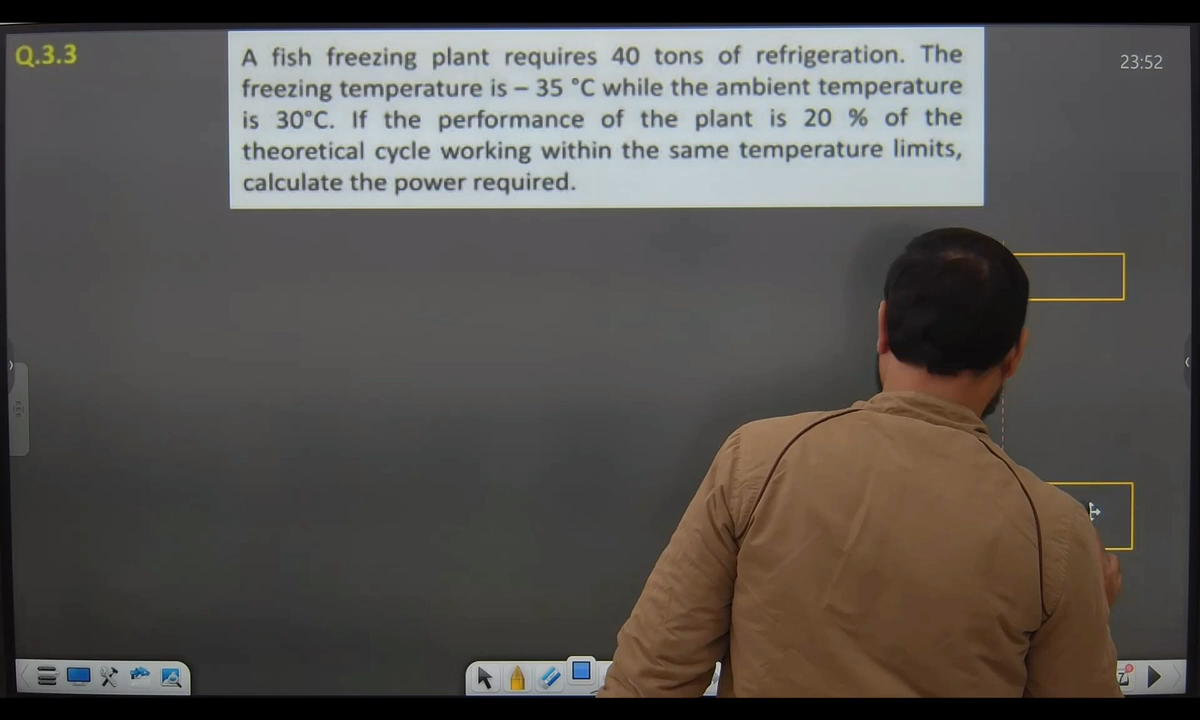 Q.3.3
A fish freezing plant requires 40 tons of refrigeration. The
freezing temperature is – 35 °C while the ambient temperature
is 30°C. If the performance of the plant is 20 % of the
theoretical cycle working within the same temperature limits,
calculate the power required.
23:52